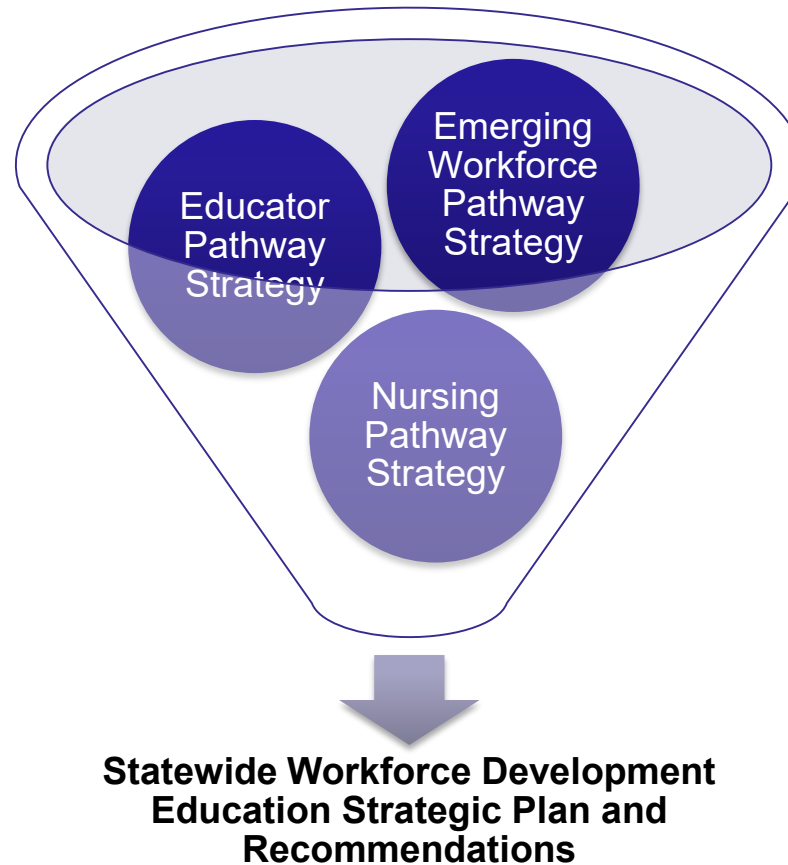 Emerging
Workforce
Pathway
Strategy
Educator
Pathway
Strategy
Nursing
Pathway
Strategy
Statewide Workforce Development
Education Strategic Plan and
Recommendations